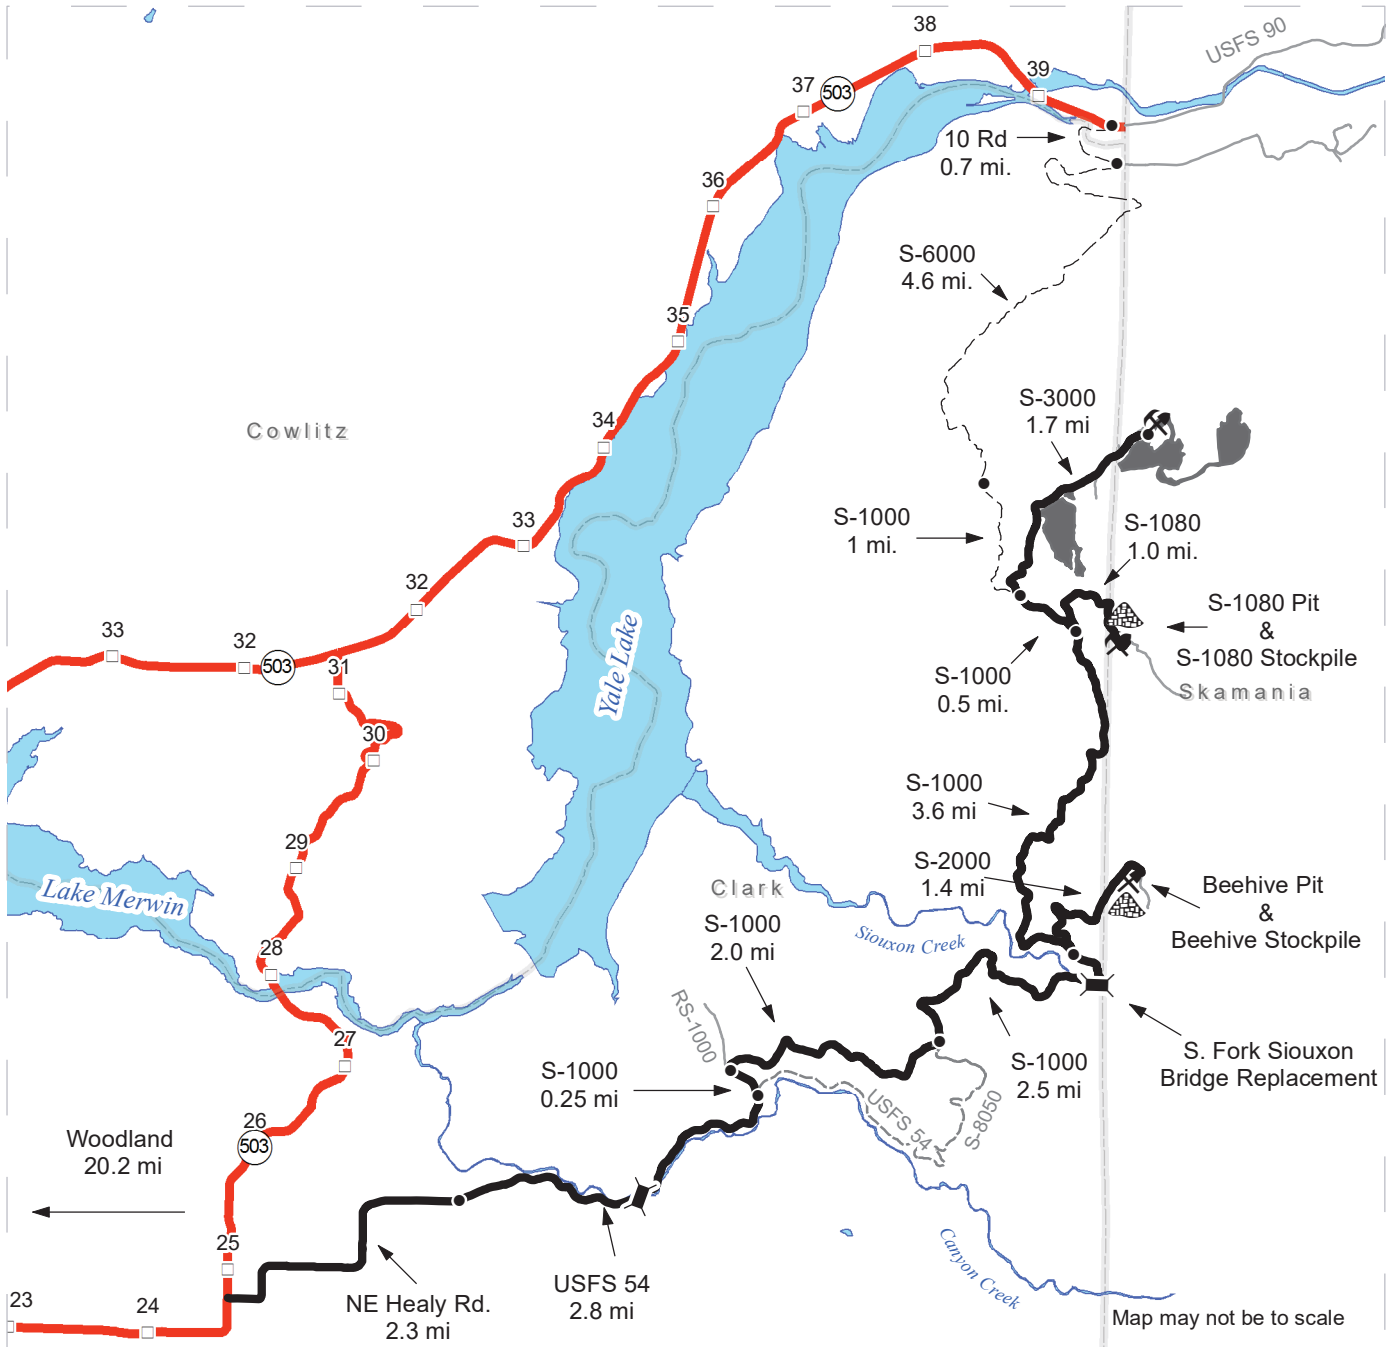 38
USFS 90
39
37
503
10 Rd
0.7 mi.
36
S-6000
4.6 mi.
35
S-3000
1.7 mi
34
Cowlitz
33
S-1000
1 mi.
S-1080
1.0 mi.
32
S-1080 Pit
&
S-1080 Stockpile
33
32
503
31
Yale Lake
S-1000
0.5 mi.
Skamania
30
S-1000
3.6 mi
29
S-2000
1.4 mi
Lake Merwin
Clark
Beehive Pit
&
Beehive Stockpile
S-1000
2.0 mi
Siouxon Creek
28
RS-1000
27
S-1000
0.25 mi
S-1000
2.5 mi
S. Fork Siouxon
Bridge Replacement
USFS 54
S-8050
26
503
Woodland
20.2 mi
25
Canyon Creek
USFS 54
2.8 mi
NE Healy Rd.
2.3 mi
23
24
Map may not be to scale